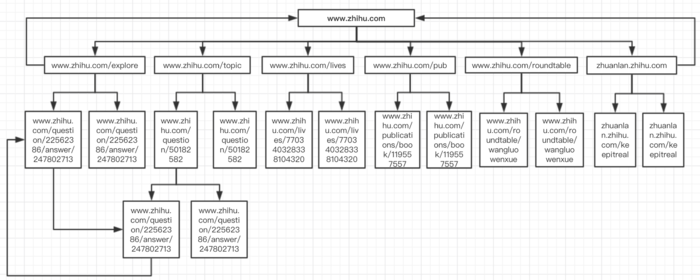 www.zhihu.com
www.zhihu.com/explore
www.zhihu.com/topic
www.zhihu.com/lives
www.zhihu.com/pub
www.zhihu.com/roundtable
zhuanlan.zhihu.com
www.zhihu.
com/questi
on/225623
86/answer/
247802713
www.zhihu.
com/questi
on/225623
86/answer/
247802713
www.zhi
hu.com/
questio
n/50182
582
www.zhi
hu.com/
questio
n/50182
582
www.zhih
u.com/liv
es/7703
4032833
8104320
www.zhih
u.com/liv
es/7703
4032833
8104320
www.zhi
hu.com/
publicati
ons/boo
k/11955
7557
www.zhi
hu.com/
publicati
ons/boo
k/11955
7557
www.zhih
u.com/ro
undtable/
wangluo
wenxue
www.zhih
u.com/ro
undtable/
wangluo
wenxue
zhuanla
n.zhihu.
com/ke
epitreal
zhuanla
n.zhihu.
com/ke
epitreal
www.zhihu.
com/questi
on/225623
86/answer/
247802713
www.zhihu.
com/questi
on/225623
86/answer/
247802713